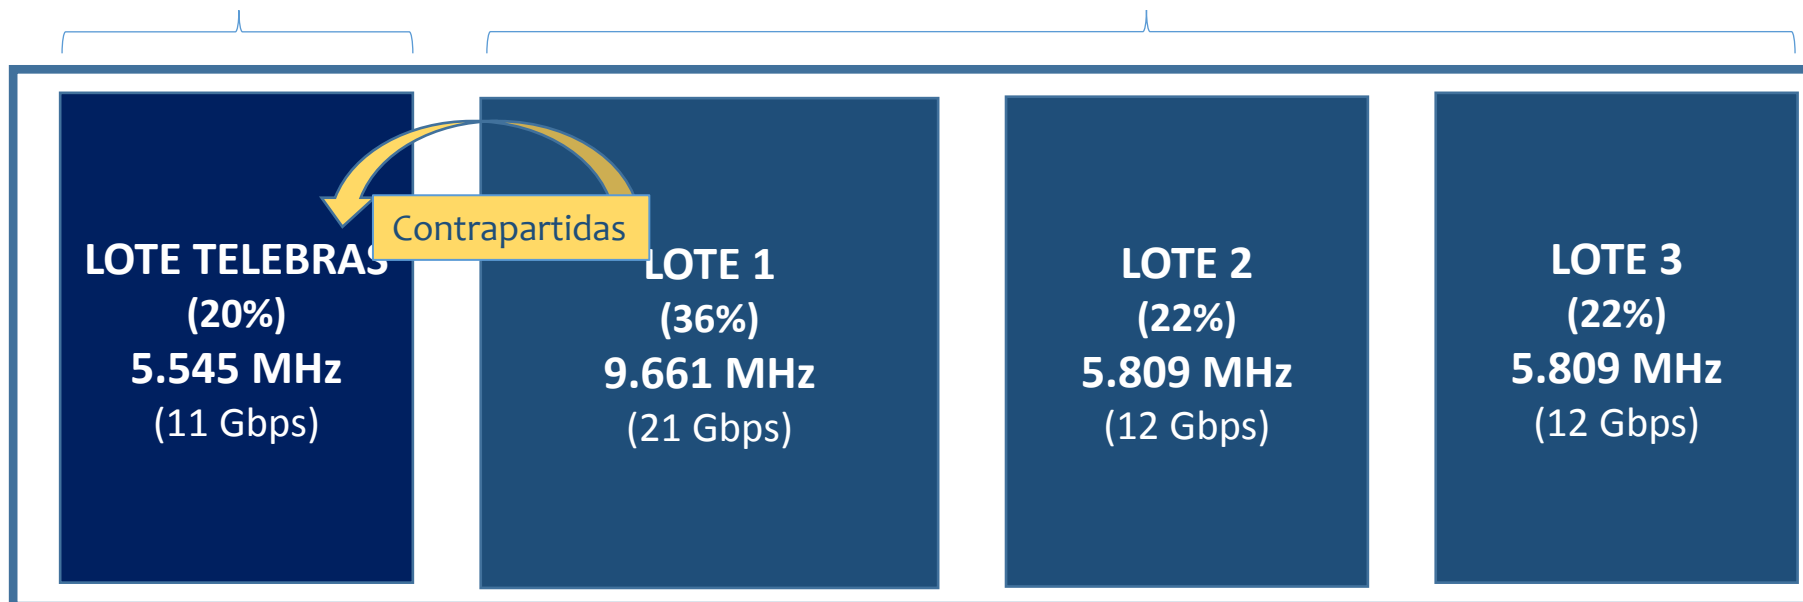 LOTE TELEBRAS
(20%)
5.545 MHz
(11 Gbps)
Contrapartidas
LOTE 1
(36%)
9.661 MHz
(21 Gbps)
LOTE 2
(22%)
5.809 MHz
(12 Gbps)
LOTE 3
(22%)
5.809 MHz
(12 Gbps)